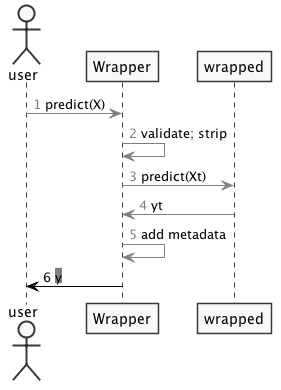 user
Wrapper
wrapped
1 predict(X)
2 validate; strip
3 predict(Xt)
4 yt
5 add metadata
6 y
user
Wrapper
wrapped